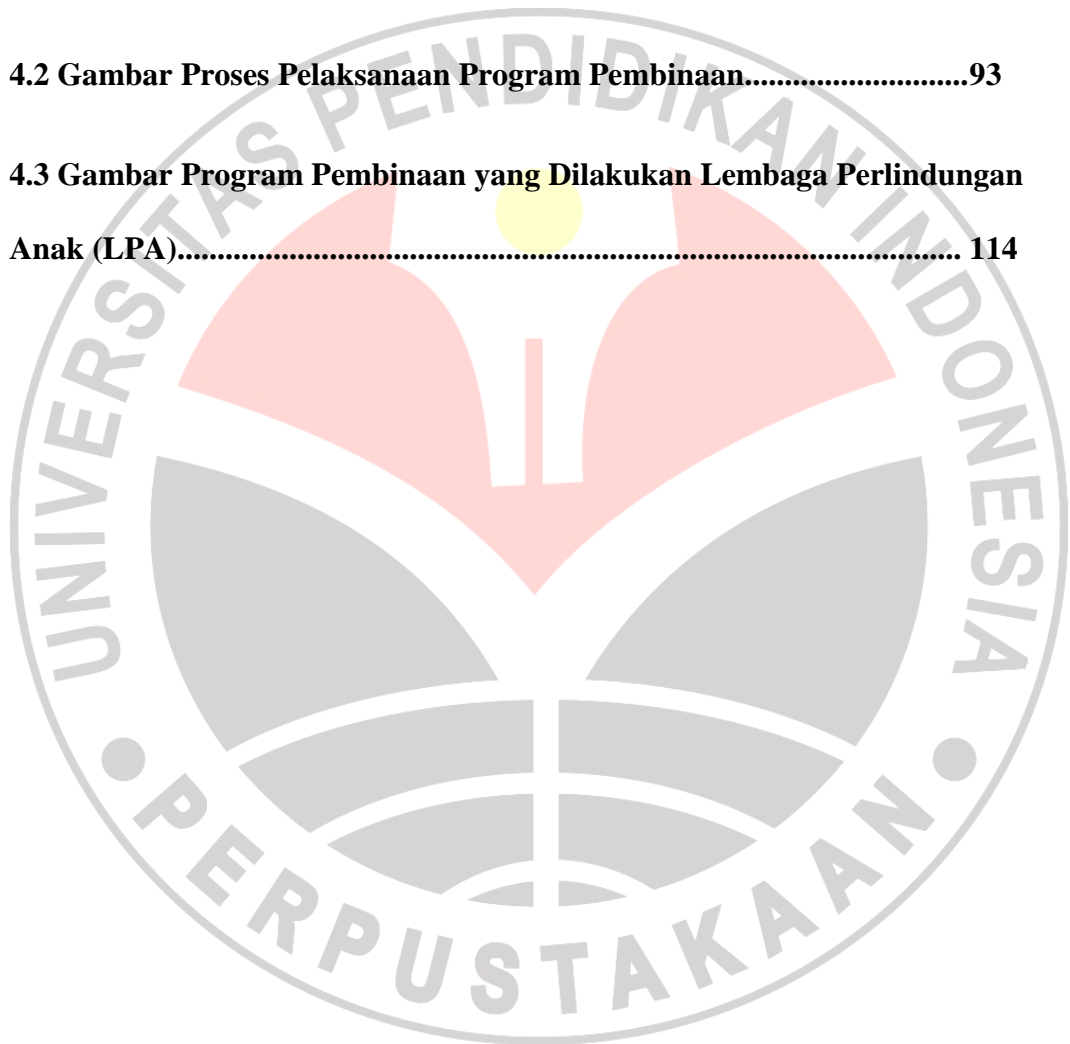 4.2 Gambar Proses Pelaksanaan Program Pembinaan............................93
4.3 Gambar Program Pembinaan yang Dilakukan Lembaga Perlindungan
Anak (LPA)................................................................................................... 114
UNIVERSITAS PENDIDIKAN INDONESIA
PERPUSTAKAAN